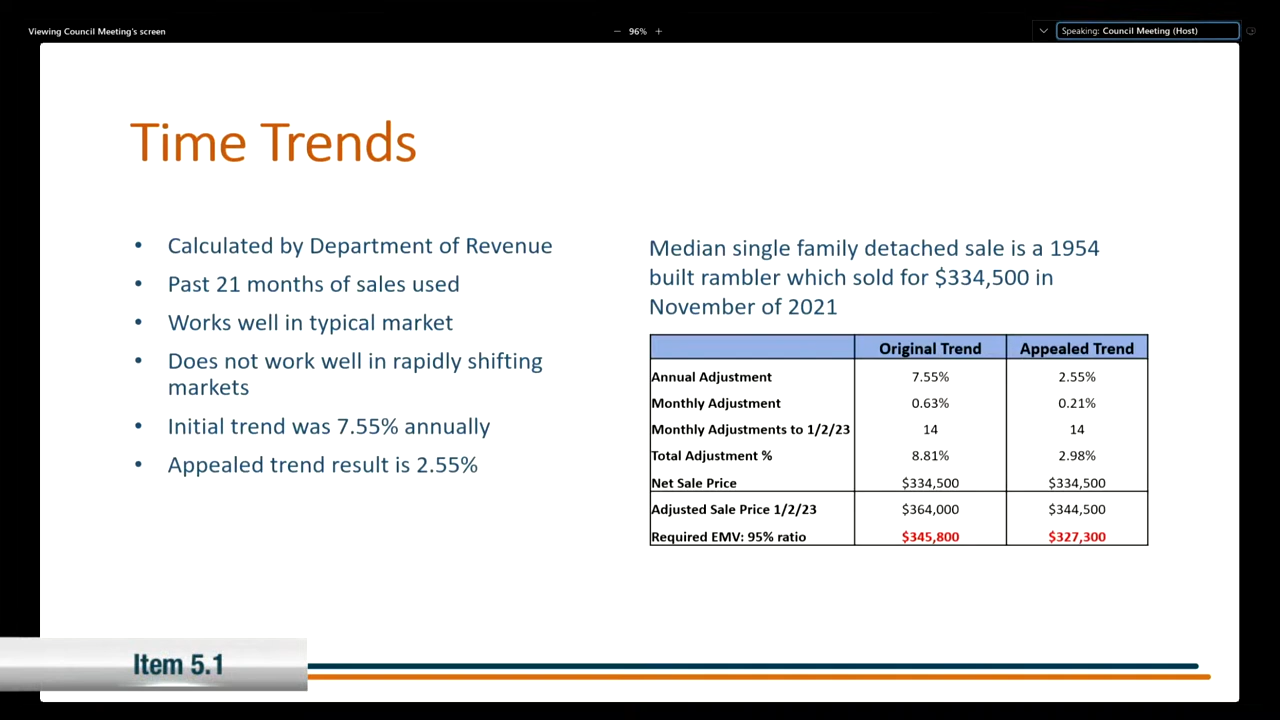 Viewing Council Meeting's screen
− 96% +
Speaking: Council Meeting (Host)
Time Trends
• Calculated by Department of Revenue
• Past 21 months of sales used
• Works well in typical market
• Does not work well in rapidly shifting
markets
• Initial trend was 7.55% annually
• Appealed trend result is 2.55%
Median single family detached sale is a 1954
built rambler which sold for $334,500 in
November of 2021
Original Trend Appealed Trend
Annual Adjustment 7.55% 2.55%
Monthly Adjustment 0.63% 0.21%
Monthly Adjustments to 1/2/23 14 14
Total Adjustment % 8.81% 2.98%
Net Sale Price $334,500 $334,500
Adjusted Sale Price 1/2/23 $364,000 $344,500
Required EMV: 95% ratio $345,800 $327,300
Item 5.1